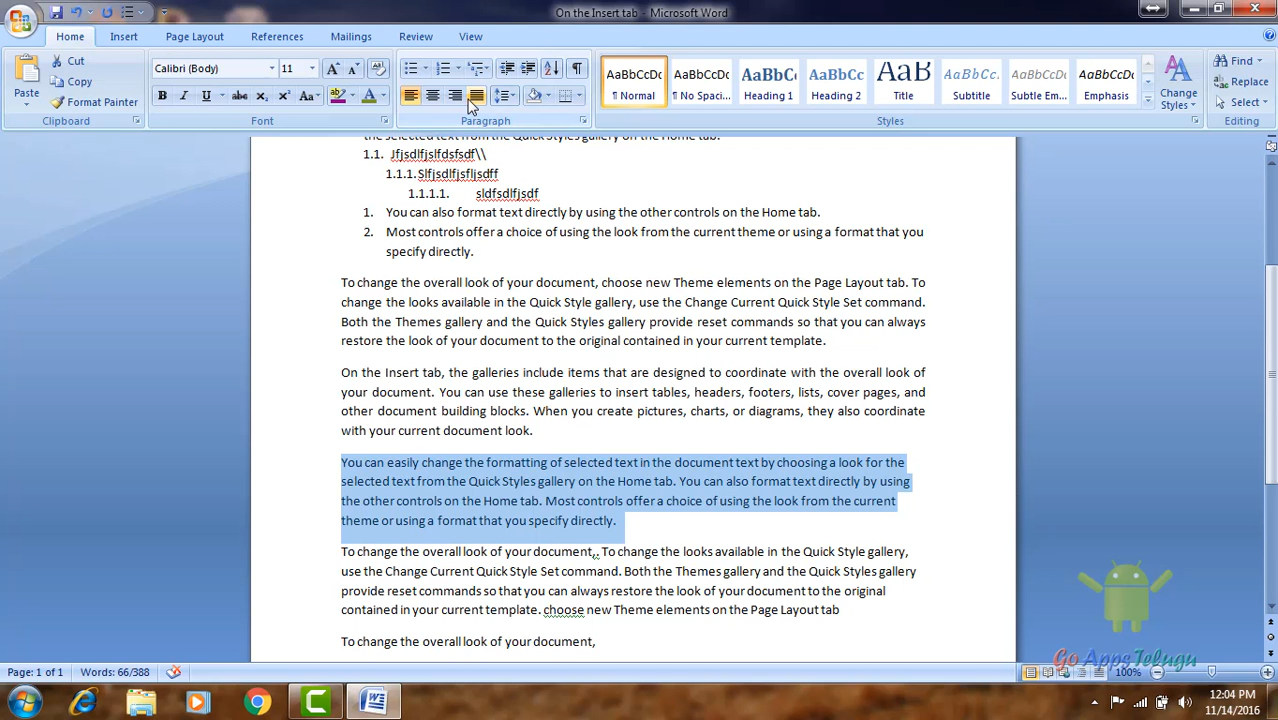 On the Insert tab - Microsoft Word
Home Insert Page Layout References Mailings Review View
Paste
Cut
Copy
Format Painter
Clipboard
Calibri (Body) 11
B I U abc x₂ x² Aa ab A
Font
Paragraph
AaBbCcDc AaBbCcDc AaBbC AaBbCc AaB AaBbCc. AaBbCcDc AaBbCcDc
¶ Normal ¶ No Spaci... Heading 1 Heading 2 Title Subtitle Subtle Em... Emphasis
Change
Styles
Styles
Find
Replace
Select
Editing
the selected text from the Quick Styles gallery on the Home tab.
1.1. Jfjsdlfjslfdsfsdf\\
1.1.1. Slfjsdlfjsfljsdff
1.1.1.1. sldfsdlfjsdf
1. You can also format text directly by using the other controls on the Home tab.
2. Most controls offer a choice of using the look from the current theme or using a format that you
specify directly.
To change the overall look of your document, choose new Theme elements on the Page Layout tab. To
change the looks available in the Quick Style gallery, use the Change Current Quick Style Set command.
Both the Themes gallery and the Quick Styles gallery provide reset commands so that you can always
restore the look of your document to the original contained in your current template.
On the Insert tab, the galleries include items that are designed to coordinate with the overall look of
your document. You can use these galleries to insert tables, headers, footers, lists, cover pages, and
other document building blocks. When you create pictures, charts, or diagrams, they also coordinate
with your current document look.
You can easily change the formatting of selected text in the document text by choosing a look for the
selected text from the Quick Styles gallery on the Home tab. You can also format text directly by using
the other controls on the Home tab. Most controls offer a choice of using the look from the current
theme or using a format that you specify directly.
To change the overall look of your document,. To change the looks available in the Quick Style gallery,
use the Change Current Quick Style Set command. Both the Themes gallery and the Quick Styles gallery
provide reset commands so that you can always restore the look of your document to the original
contained in your current template. choose new Theme elements on the Page Layout tab
To change the overall look of your document,
Go Apps Telugu
Page: 1 of 1 Words: 66/388 100%
12:04 PM
11/14/2016